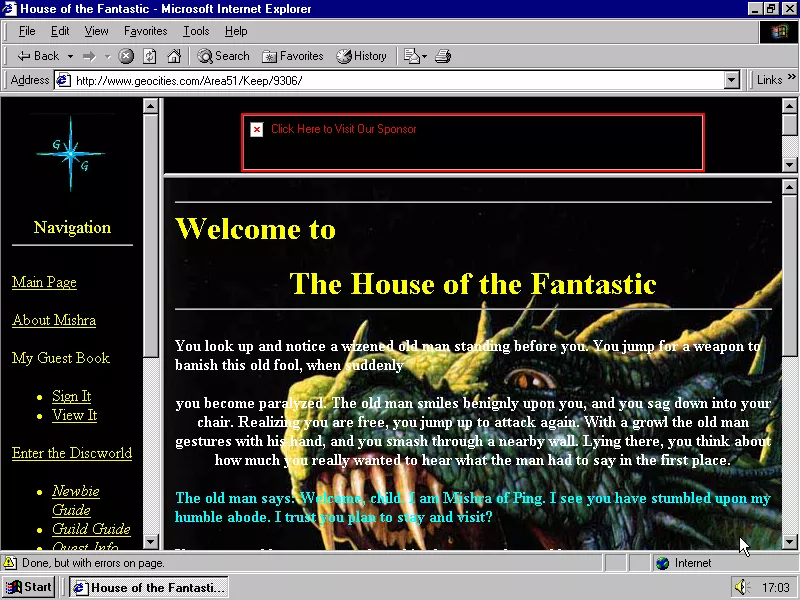 House of the Fantastic - Microsoft Internet Explorer
File Edit View Favorites Tools Help
Back Search Favorites History
Address http://www.geocities.com/Area51/Keep/9306/ Links »
G
G
Navigation
Main Page
About Mishra
My Guest Book
Sign It
View It
Enter the Discworld
Newbie
Guide
Guild Guide
Quest Info
Click Here to Visit Our Sponsor
Welcome to
The House of the Fantastic
You look up and notice a wizened old man standing before you. You jump for a weapon to
banish this old fool, when suddenly
you become paralyzed. The old man smiles benignly upon you, and you sag down into your
chair. Realizing you are free, you jump up to attack again. With a growl the old man
gestures with his hand, and you smash through a nearby wall. Lying there, you think about
how much you really wanted to hear what the man had to say in the first place.
The old man says: Welcome, child. I am Mishra of Ping. I see you have stumbled upon my
humble abode. I trust you plan to stay and visit?
Done, but with errors on page. Internet
Start House of the Fantasti... 17:03